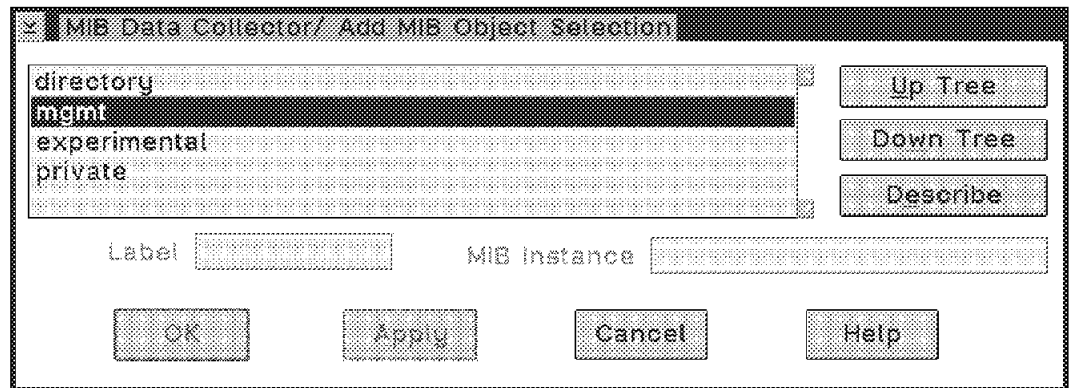 MIB Data Collector/ Add MIB Object Selection
directory
mgmt
experimental
private
Up Tree
Down Tree
Describe
Label
MIB Instance
OK
Apply
Cancel
Help